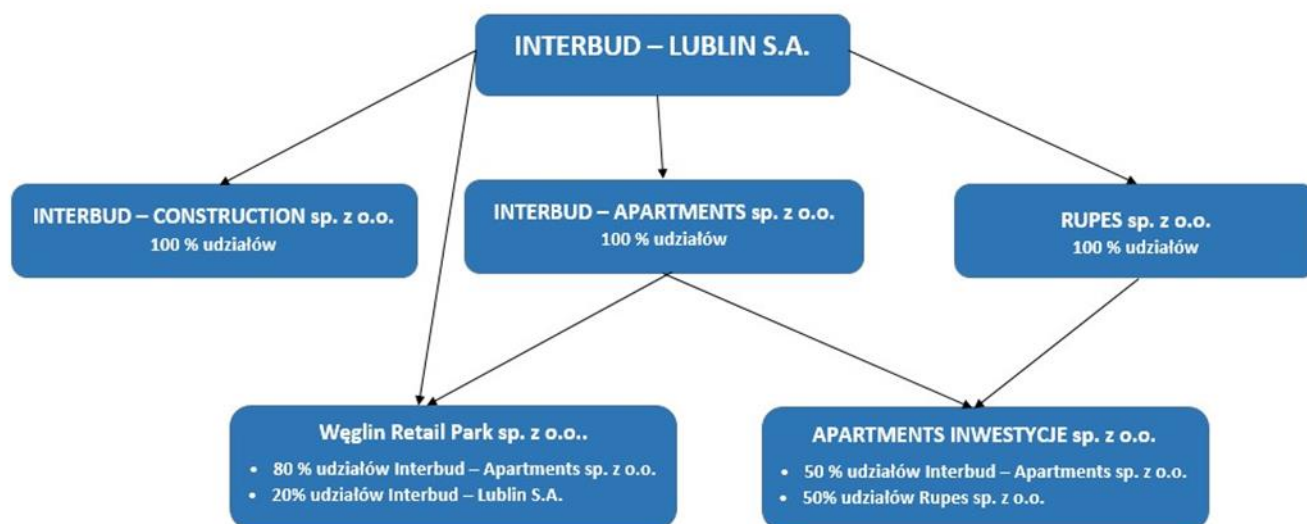 INTERBUD – LUBLIN S.A.
INTERBUD – CONSTRUCTION sp. z o.o.
100 % udziałów
INTERBUD – APARTMENTS sp. z o.o.
100 % udziałów
RUPES sp. z o.o.
100 % udziałów
Węglin Retail Park sp. z o.o..
• 80 % udziałów Interbud – Apartments sp. z o.o.
• 20% udziałów Interbud – Lublin S.A.
APARTMENTS INWESTYCJE sp. z o.o.
• 50 % udziałów Interbud – Apartments sp. z o.o.
• 50% udziałów Rupes sp. z o.o.